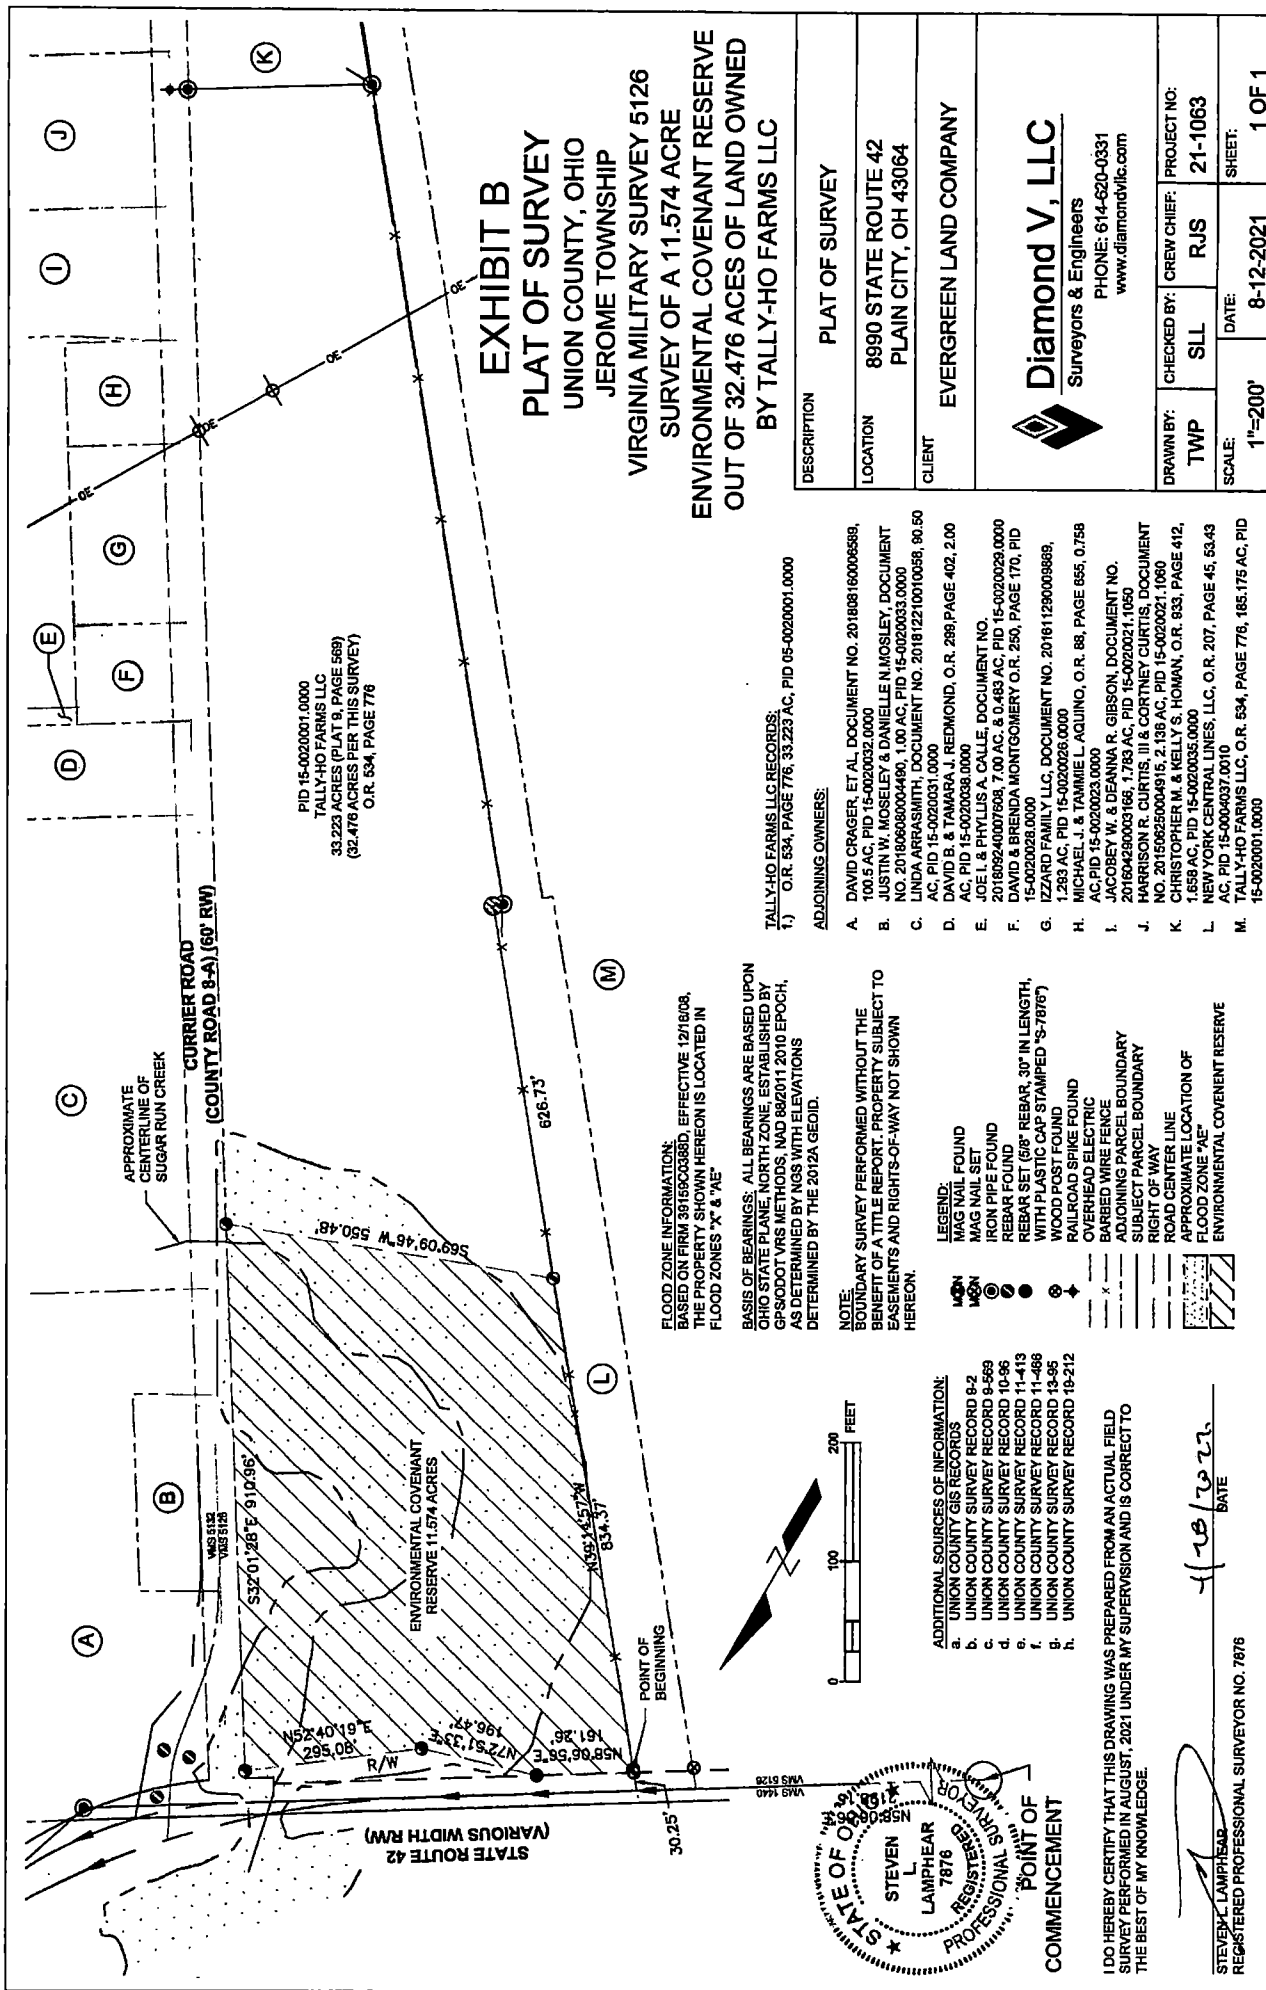 EXHIBIT B
PLAT OF SURVEY
UNION COUNTY, OHIO
JEROME TOWNSHIP
VIRGINIA MILITARY SURVEY 5126
SURVEY OF A 11.574 ACRE
ENVIRONMENTAL COVENANT RESERVE
OUT OF 32.476 ACES OF LAND OWNED
BY TALLY-HO FARMS LLC
A
B
C
D
E
F
G
H
I
J
K
L
M
APPROXIMATE
CENTERLINE OF
SUGAR RUN CREEK
CURRIER ROAD
(COUNTY ROAD 8-A) (60' RW)
PID 15-0020001.0000
TALLY-HO FARMS LLC
33.223 ACRES (PLAT 9, PAGE 569)
(32.476 ACRES PER THIS SURVEY)
O.R. 534, PAGE 776
OE
OE
OE
OE
VMS 5132
VMS 5126
S32°01'28"E 910.96'
S69°09'46"W 550.48'
626.73'
N39°14'57"W
834.37'
ENVIRONMENTAL COVENANT
RESERVE 11.574 ACRES
N52°40'19"E
295.08'
R/W
N72°51'33"E
196.47'
N58°06'56"E
161.26'
POINT OF
BEGINNING
STATE ROUTE 42
(VARIOUS WIDTH R/W)
30.25'
VMS 1440
VMS 5126
N58°06'56"E
POINT OF
COMMENCEMENT
STATE OF OHIO
STEVEN
L.
LAMPHEAR
7876
REGISTERED
PROFESSIONAL SURVEYOR
FLOOD ZONE INFORMATION:
BASED ON FIRM 39159C0388D, EFFECTIVE 12/16/08,
THE PROPERTY SHOWN HEREON IS LOCATED IN
FLOOD ZONES "X" & "AE"
BASIS OF BEARINGS: ALL BEARINGS ARE BASED UPON
OHIO STATE PLANE, NORTH ZONE, ESTABLISHED BY
GPS/ODOT VRS METHODS, NAD 88/2011 2010 EPOCH,
AS DETERMINED BY NGS WITH ELEVATIONS
DETERMINED BY THE 2012A GEOID.
NOTE:
BOUNDARY SURVEY PERFORMED WITHOUT THE
BENEFIT OF A TITLE REPORT. PROPERTY SUBJECT TO
EASEMENTS AND RIGHTS-OF-WAY NOT SHOWN
HEREON.
LEGEND:
MAG NAIL FOUND
MAG NAIL SET
IRON PIPE FOUND
REBAR FOUND
REBAR SET (5/8" REBAR, 30" IN LENGTH,
WITH PLASTIC CAP STAMPED "S-7876")
WOOD POST FOUND
RAILROAD SPIKE FOUND
OVERHEAD ELECTRIC
BARBED WIRE FENCE
ADJOINING PARCEL BOUNDARY
SUBJECT PARCEL BOUNDARY
RIGHT OF WAY
ROAD CENTER LINE
APPROXIMATE LOCATION OF
FLOOD ZONE "AE"
ENVIRONMENTAL COVENENT RESERVE
Z
0 100 200 FEET
ADDITIONAL SOURCES OF INFORMATION:
a. UNION COUNTY GIS RECORDS
b. UNION COUNTY SURVEY RECORD 9-2
c. UNION COUNTY SURVEY RECORD 9-569
d. UNION COUNTY SURVEY RECORD 10-96
e. UNION COUNTY SURVEY RECORD 11-413
f. UNION COUNTY SURVEY RECORD 11-486
g. UNION COUNTY SURVEY RECORD 13-95
h. UNION COUNTY SURVEY RECORD 19-212
I DO HEREBY CERTIFY THAT THIS DRAWING WAS PREPARED FROM AN ACTUAL FIELD
SURVEY PERFORMED IN AUGUST, 2021 UNDER MY SUPERVISION AND IS CORRECT TO
THE BEST OF MY KNOWLEDGE.
4/28/2022
STEVEN L. LAMPHEAR DATE
REGISTERED PROFESSIONAL SURVEYOR NO. 7876
TALLY-HO FARMS LLC RECORDS:
1.) O.R. 534, PAGE 776, 33.223 AC, PID 05-0020001.0000
ADJOINING OWNERS:
A. DAVID CRAGER, ET AL, DOCUMENT NO. 201808160006589,
100.5 AC, PID 15-0020032.0000
B. JUSTIN W. MOSELEY & DANIELLE N.MOSLEY, DOCUMENT
NO. 201806080004490, 1.00 AC, PID 15-0020033.0000
C. LINDA ARRASMITH, DOCUMENT NO. 201812210010058, 90.50
AC, PID 15-0020031.0000
D. DAVID B. & TAMARA J. REDMOND, O.R. 299,PAGE 402, 2.00
AC, PID 15-0020038.0000
E. JOE I. & PHYLLIS A. CALLE, DOCUMENT NO.
201809240007608, 7.00 AC. & 0.483 AC, PID 15-0020029.0000
F. DAVID & BRENDA MONTGOMERY O.R. 250, PAGE 170, PID
15-0020028.0000
G. IZZARD FAMILY LLC, DOCUMENT NO. 201611290009869,
1.293 AC, PID 15-0020026.0000
H. MICHAEL J. & TAMMIE L. AQUINO, O.R. 88, PAGE 655, 0.758
AC,PID 15-0020023.0000
I. JACOBEY W. & DEANNA R. GIBSON, DOCUMENT NO.
201604290003166, 1.783 AC, PID 15-0020021.1050
J. HARRISON R. CURTIS, III & CORTNEY CURTIS, DOCUMENT
NO. 201506250004915, 2.136 AC, PID 15-0020021.1060
K. CHRISTOPHER M. & KELLY S. HOMAN, O.R. 933, PAGE 412,
1.658 AC, PID 15-0020035.0000
L. NEW YORK CENTRAL LINES, LLC, O.R. 207, PAGE 45, 53.43
AC, PID 15-0004037.0010
M. TALLY-HO FARMS LLC, O.R. 534, PAGE 776, 185.175 AC, PID
15-0020001.0000
DESCRIPTION
PLAT OF SURVEY
LOCATION
8990 STATE ROUTE 42
PLAIN CITY, OH 43064
CLIENT
EVERGREEN LAND COMPANY
Diamond V, LLC
Surveyors & Engineers
PHONE: 614-620-0331
www.diamondvllc.com
DRAWN BY: TWP
CHECKED BY: SLL
CREW CHIEF: RJS
PROJECT NO: 21-1063
SCALE: 1"=200'
DATE: 8-12-2021
SHEET: 1 OF 1